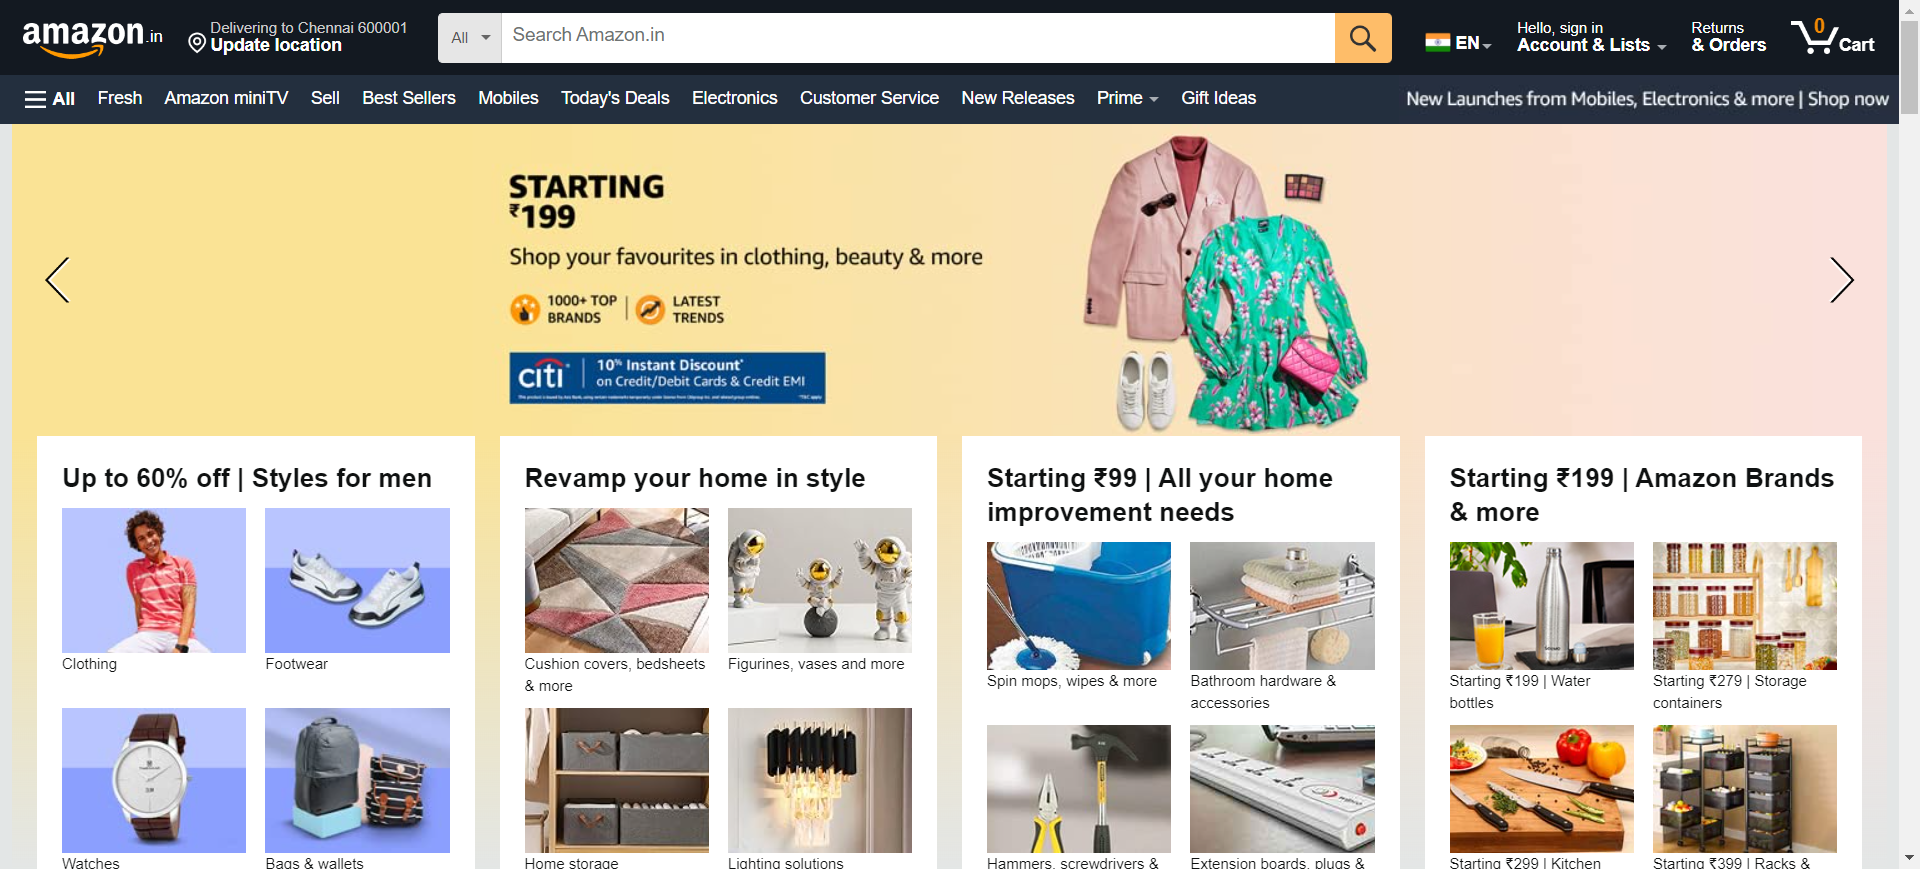 amazon.in
Delivering to Chennai 600001
Update location
All
Search Amazon.in
EN
Hello, sign in
Account & Lists
Returns
& Orders
0
Cart
All
Fresh
Amazon miniTV
Sell
Best Sellers
Mobiles
Today's Deals
Electronics
Customer Service
New Releases
Prime
Gift Ideas
New Launches from Mobiles, Electronics & more | Shop now
STARTING
₹199
Shop your favourites in clothing, beauty & more
1000+ TOP
BRANDS
LATEST
TRENDS
citi
10% Instant Discount*
on Credit/Debit Cards & Credit EMI
*T&C apply
Up to 60% off | Styles for men
Clothing
Footwear
Watches
Bags & wallets
Revamp your home in style
Cushion covers, bedsheets
& more
Figurines, vases and more
Home storage
Lighting solutions
Starting ₹99 | All your home
improvement needs
Spin mops, wipes & more
Bathroom hardware &
accessories
Hammers, screwdrivers &
Extension boards, plugs &
Starting ₹199 | Amazon Brands
& more
Starting ₹199 | Water
bottles
Starting ₹279 | Storage
containers
Starting ₹299 | Kitchen
Starting ₹399 | Racks &